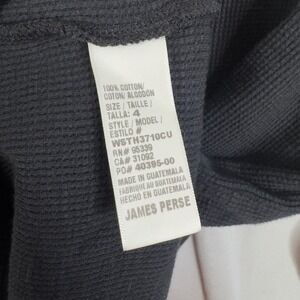 100% COTTON/
COTON/ ALGODON
SIZE / TAILLE /
TALLA: 4
STYLE / MODEL /
ESTILO #
WSTH3710CU
RN# 95339
CA# 31092
PO# 40395-00
MADE IN GUATEMALA
FABRIQUE AU GUATEMALA
HECHO EN GUATEMALA
JAMES PERSE